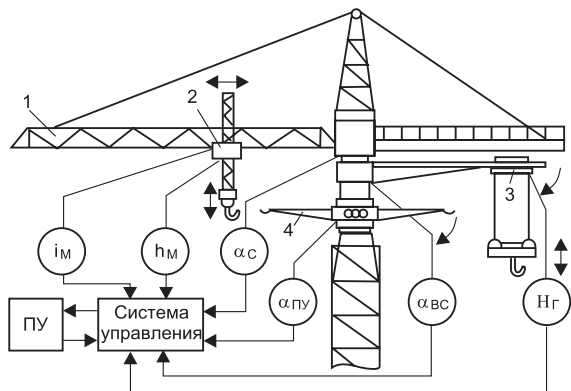 1
2
3
4
iМ
hМ
αС
αПУ
αВС
HГ
ПУ
Система
управления